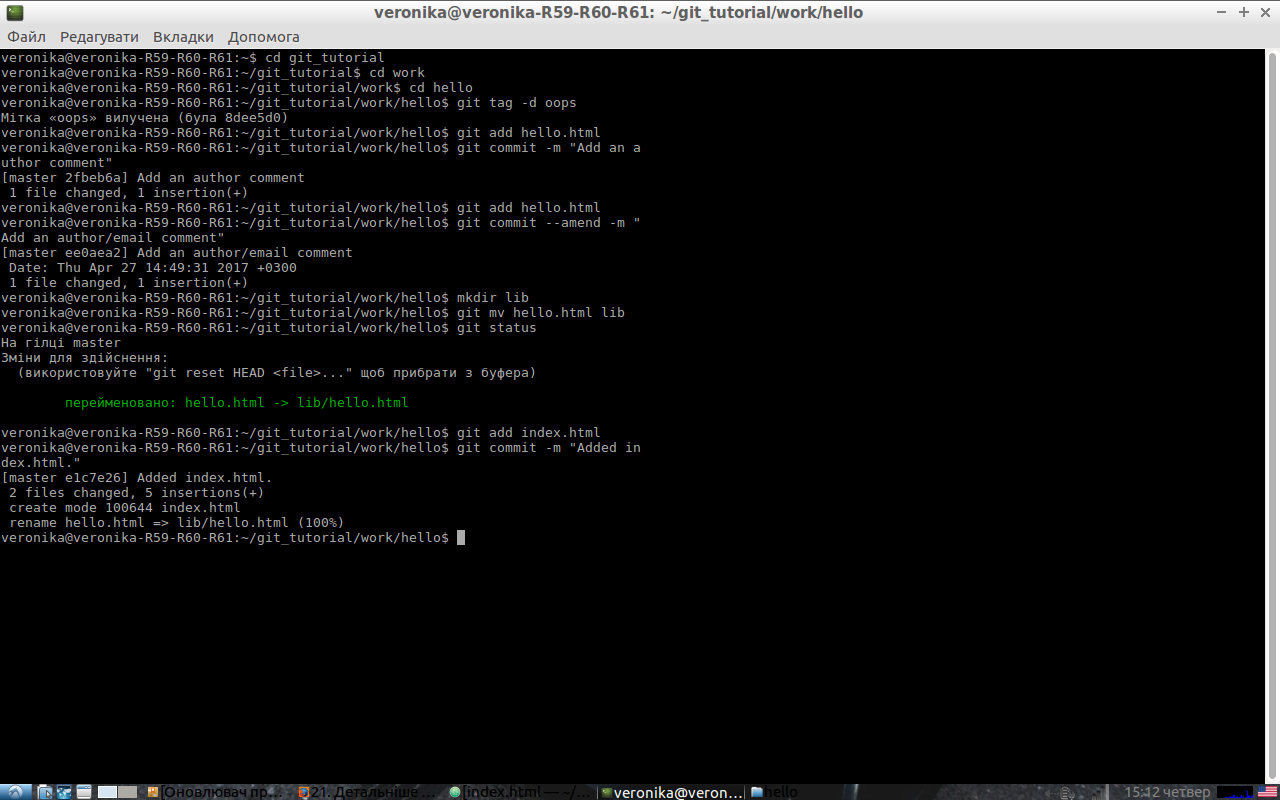 veronika@veronika-R59-R60-R61: ~/git_tutorial/work/hello
Файл Редагувати Вкладки Допомога
veronika@veronika-R59-R60-R61:~$ cd git_tutorial
veronika@veronika-R59-R60-R61:~/git_tutorial$ cd work
veronika@veronika-R59-R60-R61:~/git_tutorial/work$ cd hello
veronika@veronika-R59-R60-R61:~/git_tutorial/work/hello$ git tag -d oops
Мітка «oops» вилучена (була 8dee5d0)
veronika@veronika-R59-R60-R61:~/git_tutorial/work/hello$ git add hello.html
veronika@veronika-R59-R60-R61:~/git_tutorial/work/hello$ git commit -m "Add an a
uthor comment"
[master 2fbeb6a] Add an author comment
 1 file changed, 1 insertion(+)
veronika@veronika-R59-R60-R61:~/git_tutorial/work/hello$ git add hello.html
veronika@veronika-R59-R60-R61:~/git_tutorial/work/hello$ git commit --amend -m "
Add an author/email comment"
[master ee0aea2] Add an author/email comment
 Date: Thu Apr 27 14:49:31 2017 +0300
 1 file changed, 1 insertion(+)
veronika@veronika-R59-R60-R61:~/git_tutorial/work/hello$ mkdir lib
veronika@veronika-R59-R60-R61:~/git_tutorial/work/hello$ git mv hello.html lib
veronika@veronika-R59-R60-R61:~/git_tutorial/work/hello$ git status
На гілці master
Зміни для здійснення:
  (використовуйте "git reset HEAD <file>..." щоб прибрати з буфера)
        перейменовано: hello.html -> lib/hello.html
veronika@veronika-R59-R60-R61:~/git_tutorial/work/hello$ git add index.html
veronika@veronika-R59-R60-R61:~/git_tutorial/work/hello$ git commit -m "Added in
dex.html."
[master e1c7e26] Added index.html.
 2 files changed, 5 insertions(+)
 create mode 100644 index.html
 rename hello.html => lib/hello.html (100%)
veronika@veronika-R59-R60-R61:~/git_tutorial/work/hello$
[Оновлювач пр... 21. Детальніше ... [index.html — ~/... veronika@veron... hello 15:12 четвер